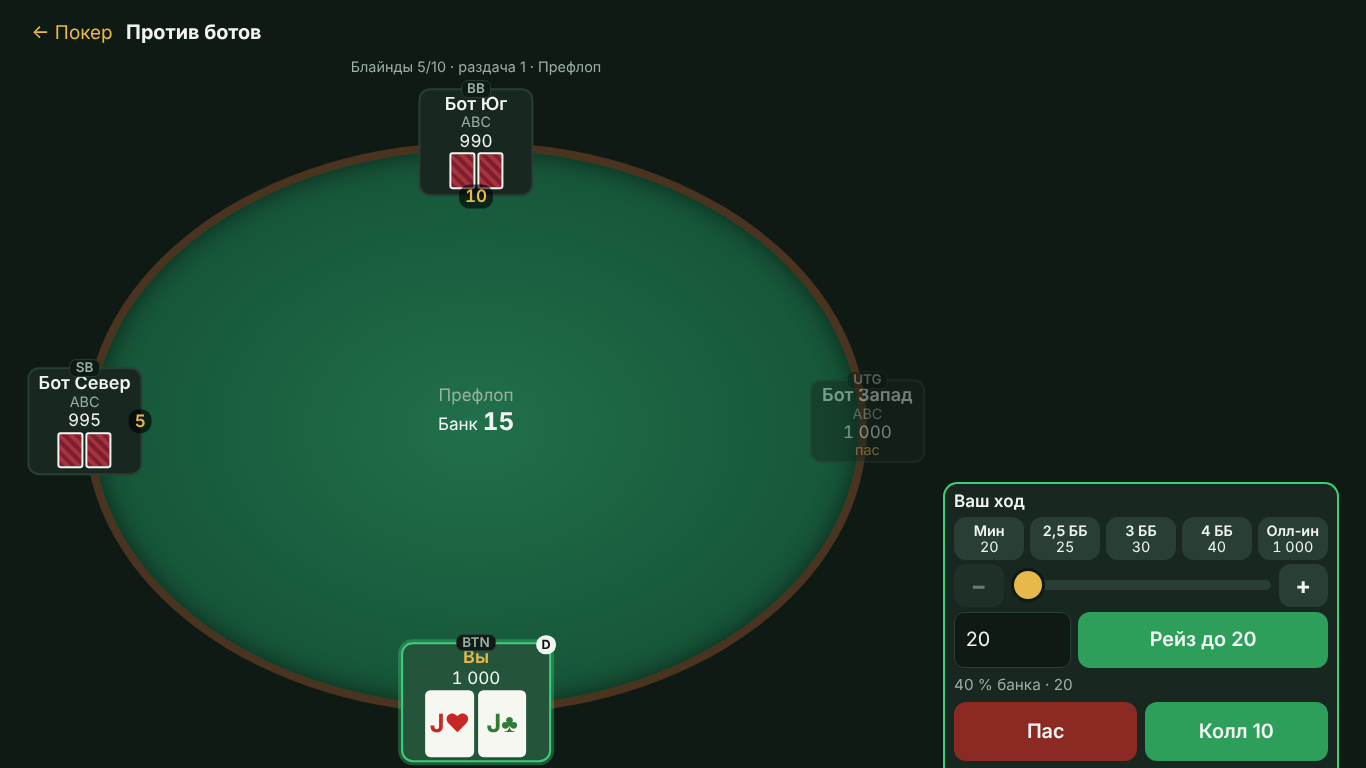 ← Покер Против ботов
Блайнды 5/10 · раздача 1 · Префлоп
BB
Бот Юг
ABC
990
10
SB
Бот Север
ABC
995
5
Префлоп
Банк 15
UTG
Бот Запад
ABC
1 000
пас
BTN
D
Вы
1 000
J♥ J♣
Ваш ход
Мин 2,5 ББ 3 ББ 4 ББ Олл-ин
20 25 30 40 1 000
− +
20 Рейз до 20
40 % банка · 20
Пас Колл 10